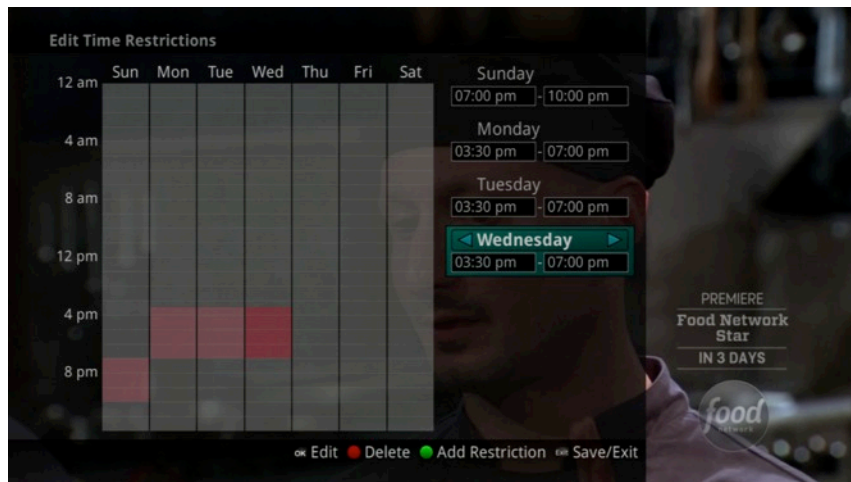 Edit Time Restrictions
Sun Mon Tue Wed Thu Fri Sat
12 am
4 am
8 am
12 pm
4 pm
8 pm
Sunday
07:00 pm - 10:00 pm
Monday
03:30 pm - 07:00 pm
Tuesday
03:30 pm - 07:00 pm
Wednesday
03:30 pm - 07:00 pm
PREMIERE
Food Network
Star
IN 3 DAYS
food
network
OK Edit Delete Add Restriction EXIT Save/Exit